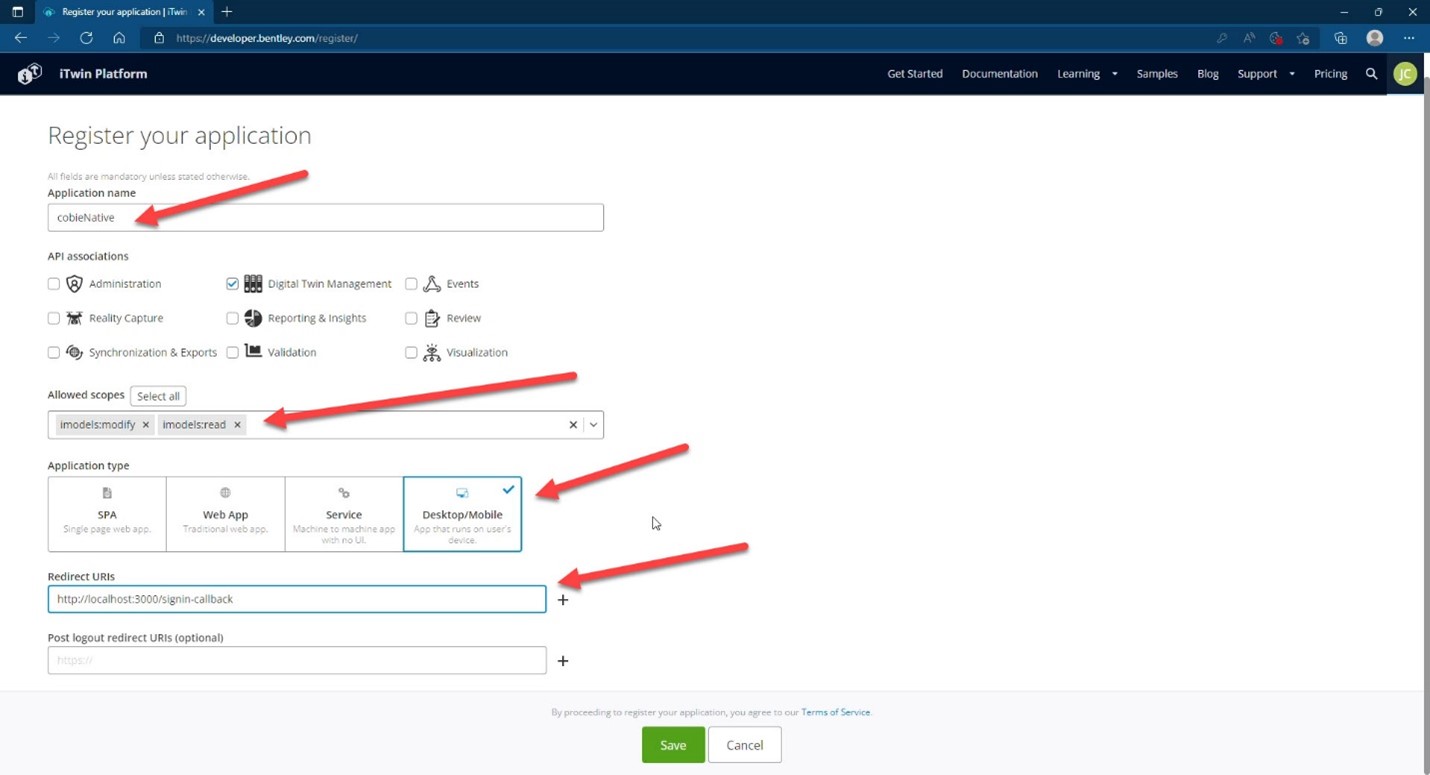 Register your application | iTwin
https://developer.bentley.com/register/
iTwin Platform
Get Started
Documentation
Learning
Samples
Blog
Support
Pricing
JC
Register your application
All fields are mandatory unless stated otherwise.
Application name
cobieNative
API associations
Administration
Digital Twin Management
Events
Reality Capture
Reporting & Insights
Review
Synchronization & Exports
Validation
Visualization
Allowed scopes
Select all
imodels:modify
imodels:read
Application type
SPA
Single page web app.
Web App
Traditional web app.
Service
Machine to machine app
with no UI.
Desktop/Mobile
App that runs on user's
device.
Redirect URIs
http://localhost:3000/signin-callback
Post logout redirect URIs (optional)
https://
By proceeding to register your application, you agree to our Terms of Service.
Save
Cancel